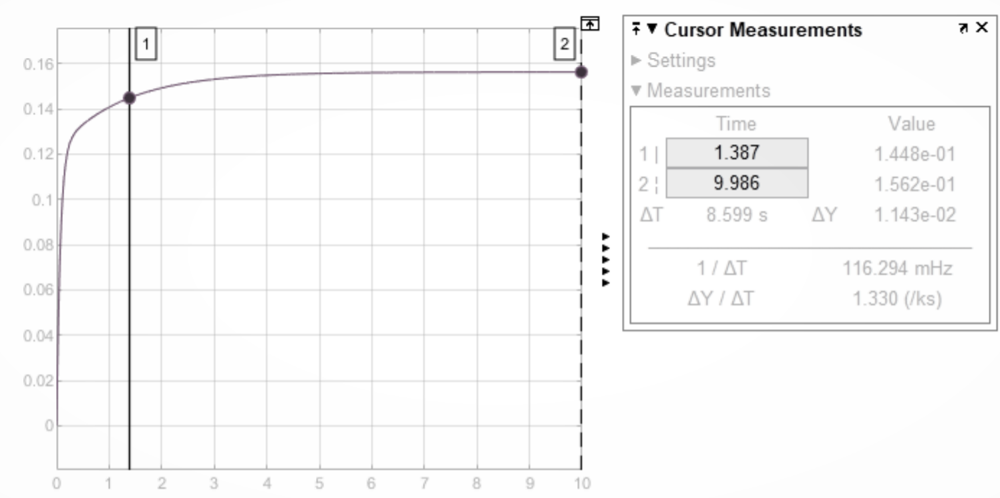 1
2
0.16
0.14
0.12
0.1
0.08
0.06
0.04
0.02
0
0 1 2 3 4 5 6 7 8 9 10
Cursor Measurements
Settings
Measurements
Time Value
1 | 1.387 1.448e-01
2 ¦ 9.986 1.562e-01
ΔT 8.599 s ΔY 1.143e-02
1 / ΔT 116.294 mHz
ΔY / ΔT 1.330 (/ks)